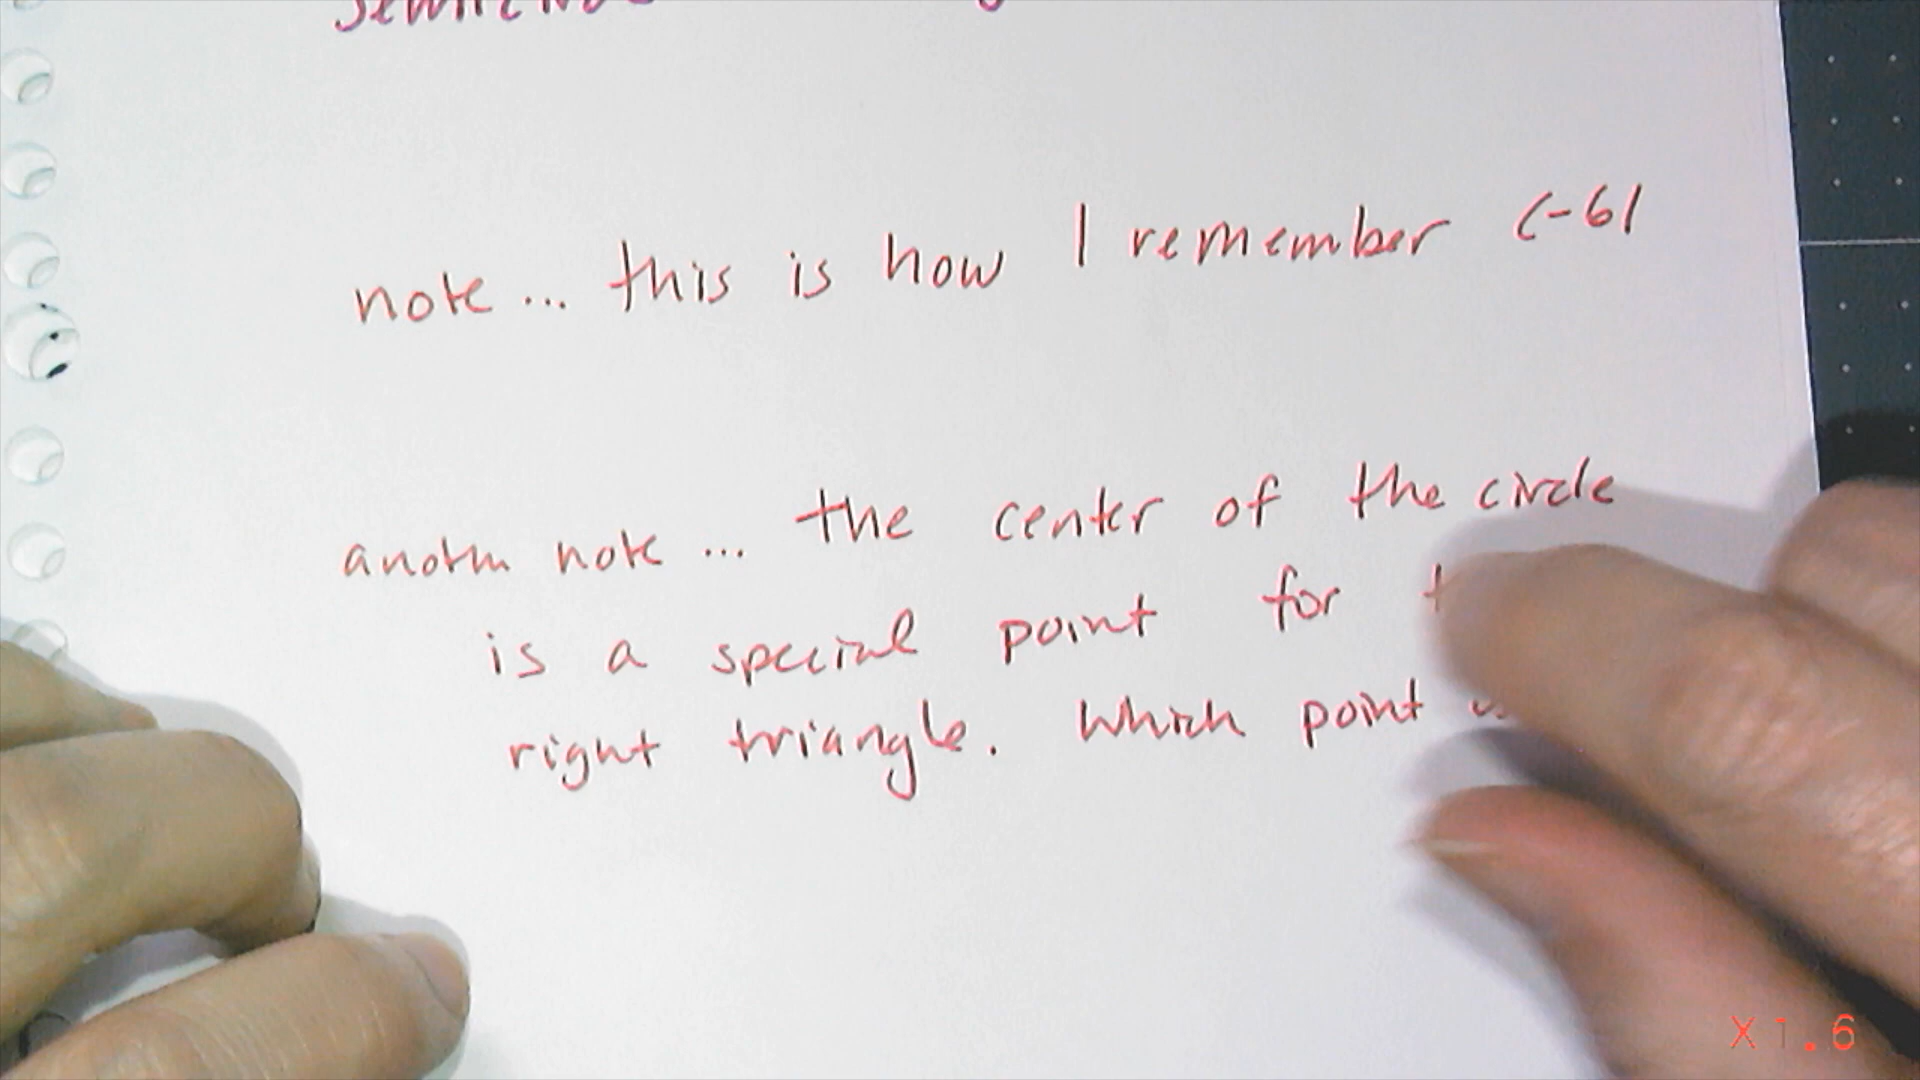 note... this is how I remember C-61
another note... the center of the circle
is a special point for
right triangle. Which point
X1.6